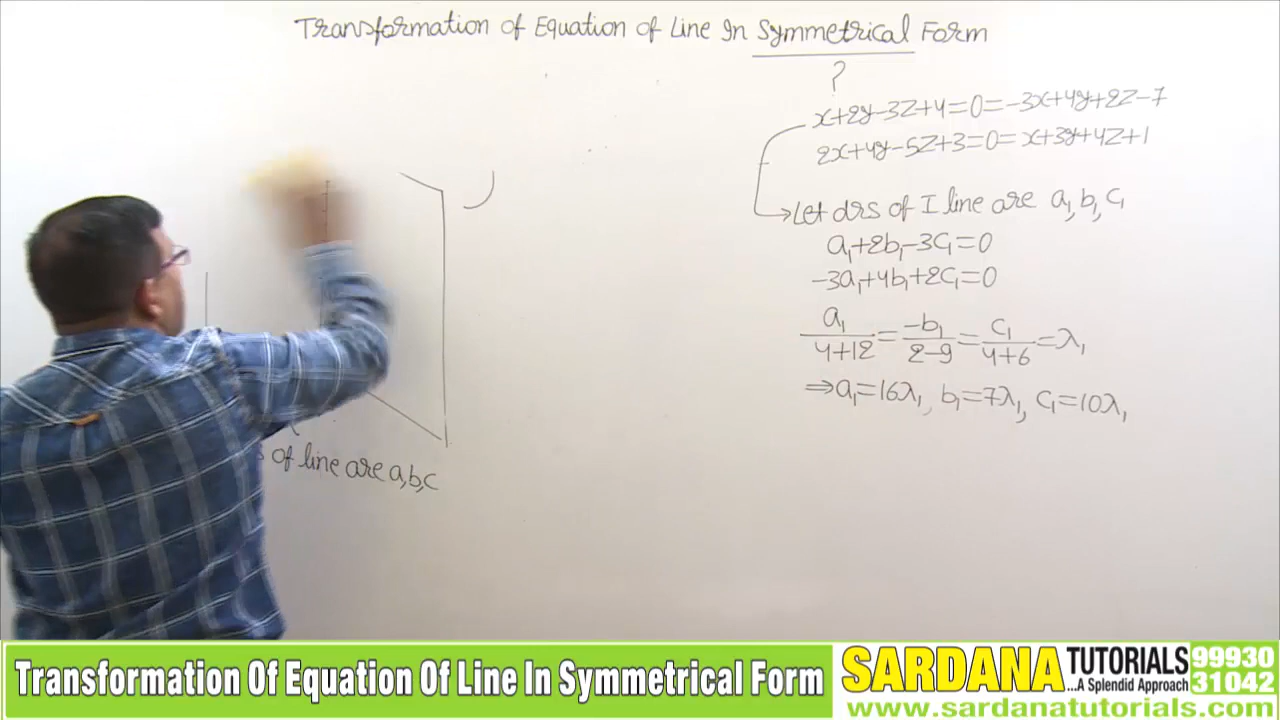 Transformation of Equation of Line In Symmetrical Form
?
x+2y-3z+4=0=-3x+4y+2z-7
2x+4y-5z+3=0=x+3y+4z+1
Let drs of I line are a₁, b₁, c₁
a₁+2b₁-3c₁=0
-3a₁+4b₁+2c₁=0
a₁/4+12 = -b₁/2-9 = c₁/4+6 = λ₁
⇒a₁=16λ₁, b₁=7λ₁, c₁=10λ₁
of line are a,b,c
Transformation Of Equation Of Line In Symmetrical Form
SARDANA TUTORIALS 99930 31042
...A Splendid Approach
www.sardanatutorials.com